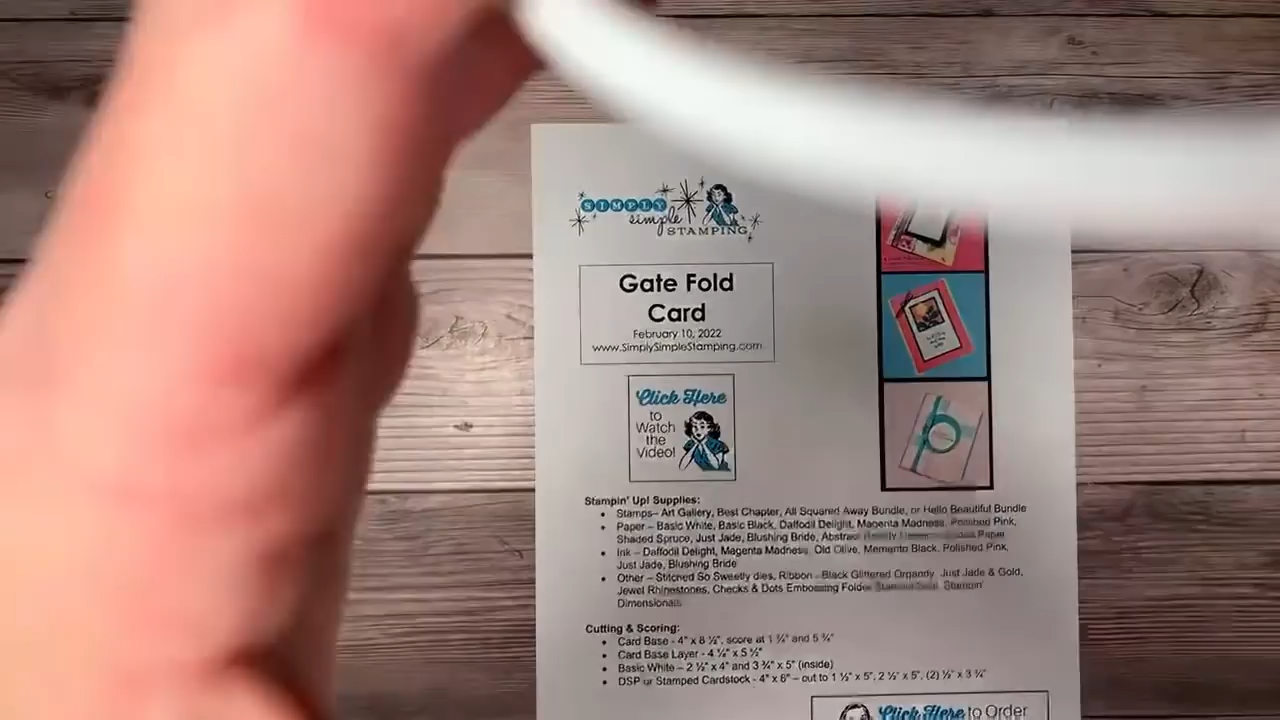 SIMPLY
simple
STAMPING
Gate Fold
Card
February 10, 2022
www.SimplySimpleStamping.com
Click Here
to
Watch
the
Video!
Stampin' Up! Supplies:
• Stamps– Art Gallery, Best Chapter, All Squared Away Bundle, or Hello Beautiful Bundle
• Paper – Basic White, Basic Black, Daffodil Delight, Magenta Madness, Polished Pink,
Shaded Spruce, Just Jade, Blushing Bride, Abstract Paper
• Ink – Daffodil Delight, Magenta Madness, Old Olive, Memento Black, Polished Pink,
Just Jade, Blushing Bride
• Other – Stitched So Sweetly dies, Ribbon – Black Glittered Organdy, Just Jade & Gold,
Jewel Rhinestones, Checks & Dots Embossing Folder, Stampin'
Dimensionals
Cutting & Scoring:
• Card Base - 4" x 8 ½", score at 1 ¼" and 5 ¾"
• Card Base Layer - 4 ¼" x 5 ½"
• Basic White – 2 ½" x 4" and 3 ¾" x 5" (inside)
• DSP or Stamped Cardstock - 4" x 6" – cut to 1 ½" x 5", 2 ½" x 5", (2) ½" x 3 ¾"
Click Here to Order